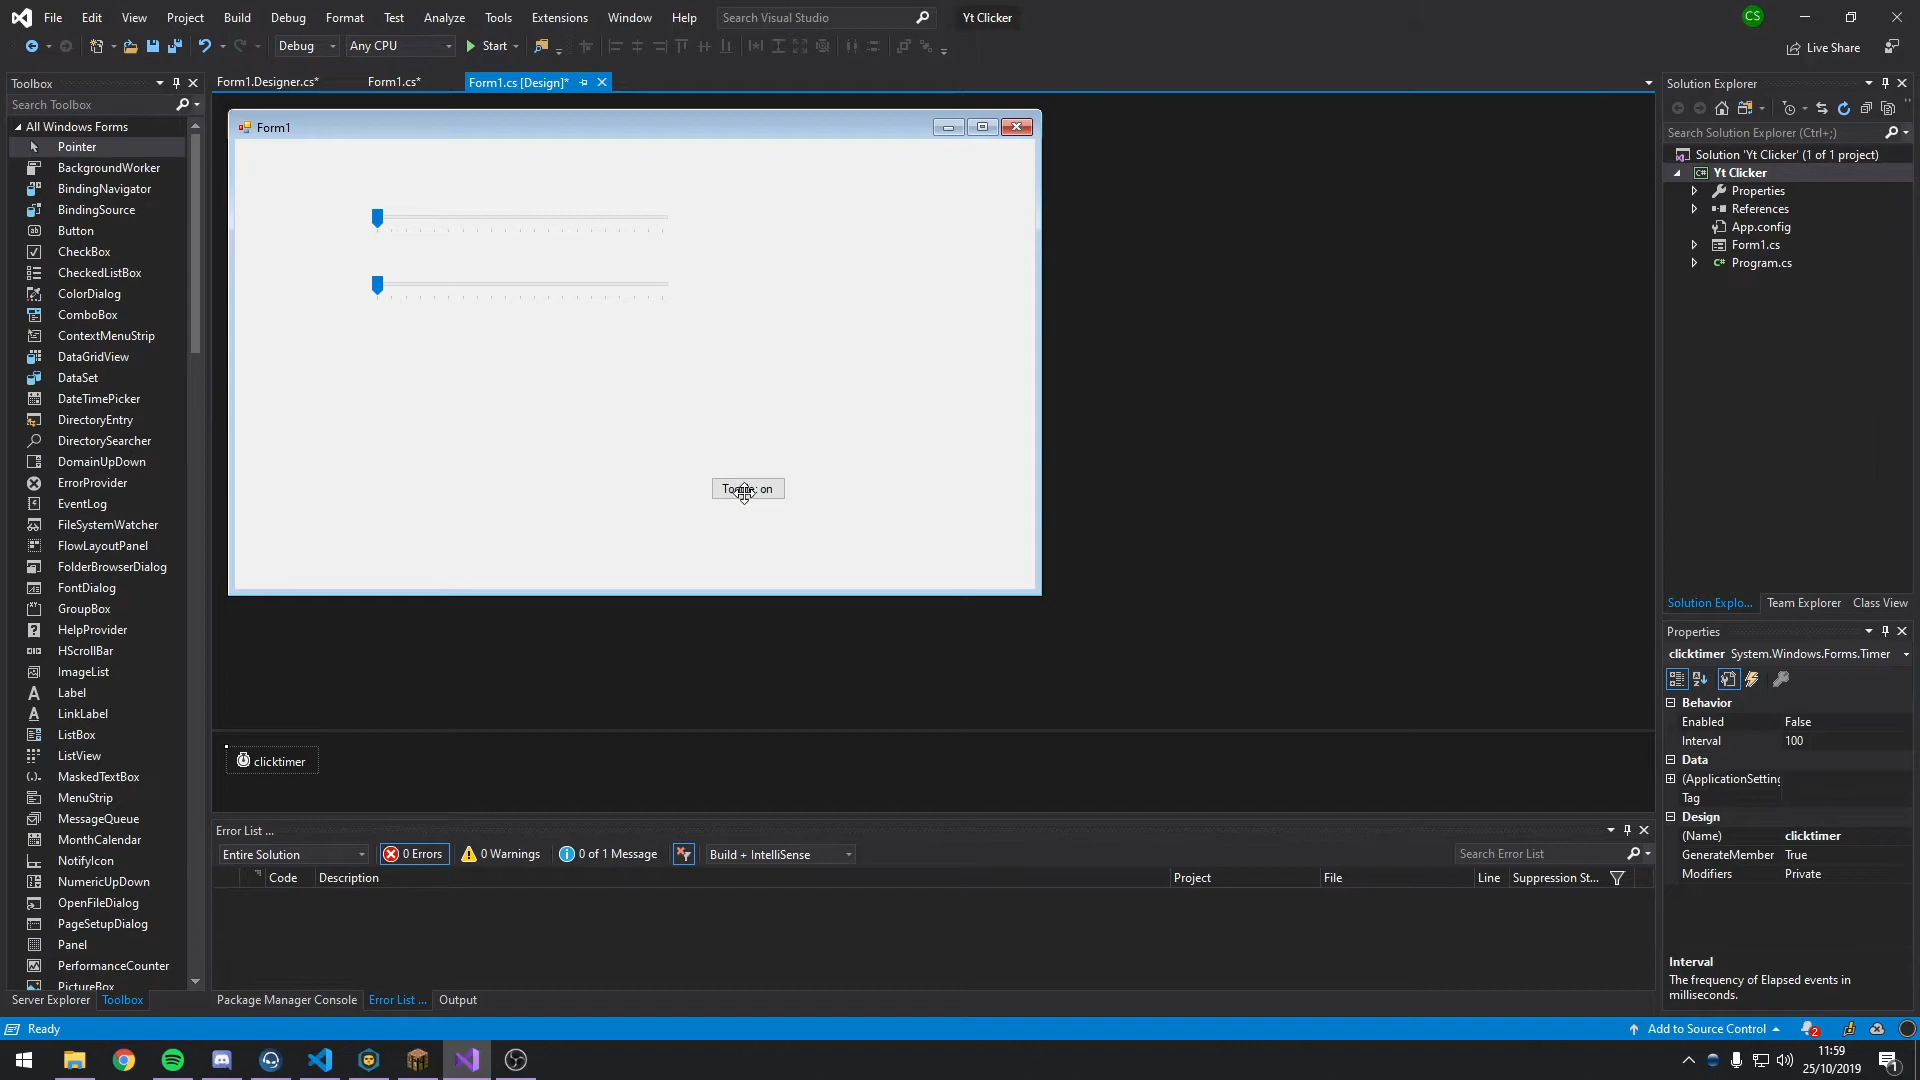 File Edit View Project Build Debug Format Test Analyze Tools Extensions Window Help Search Visual Studio Yt Clicker CS
Debug Any CPU Start Live Share
Toolbox
Search Toolbox
All Windows Forms
Pointer
BackgroundWorker
BindingNavigator
BindingSource
Button
CheckBox
CheckedListBox
ColorDialog
ComboBox
ContextMenuStrip
DataGridView
DataSet
DateTimePicker
DirectoryEntry
DirectorySearcher
DomainUpDown
ErrorProvider
EventLog
FileSystemWatcher
FlowLayoutPanel
FolderBrowserDialog
FontDialog
GroupBox
HelpProvider
HScrollBar
ImageList
Label
LinkLabel
ListBox
ListView
MaskedTextBox
MenuStrip
MessageQueue
MonthCalendar
NotifyIcon
NumericUpDown
OpenFileDialog
PageSetupDialog
Panel
PerformanceCounter
PictureBox
Server Explorer Toolbox
Form1.Designer.cs* Form1.cs* Form1.cs [Design]*
Form1
on
clicktimer
Error List ...
Entire Solution 0 Errors 0 Warnings 0 of 1 Message Build + IntelliSense Search Error List
Code Description Project File Line Suppression St...
Package Manager Console Error List ... Output
Solution Explorer
Search Solution Explorer (Ctrl+;)
Solution 'Yt Clicker' (1 of 1 project)
Yt Clicker
Properties
References
App.config
Form1.cs
Program.cs
Solution Explo... Team Explorer Class View
Properties
clicktimer System.Windows.Forms.Timer
Behavior
Enabled False
Interval 100
Data
(ApplicationSetting
Tag
Design
(Name) clicktimer
GenerateMember True
Modifiers Private
Interval
The frequency of Elapsed events in
milliseconds.
Ready Add to Source Control 2
11:59
25/10/2019
1